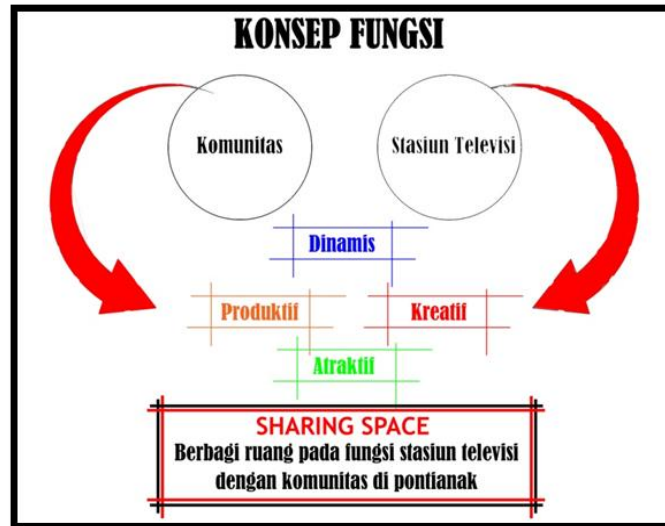 KONSEP FUNGSI
Komunitas
Stasiun Televisi
Dinamis
Produktif
Kreatif
Atraktif
SHARING SPACE
Berbagi ruang pada fungsi stasiun televisi
dengan komunitas di pontianak